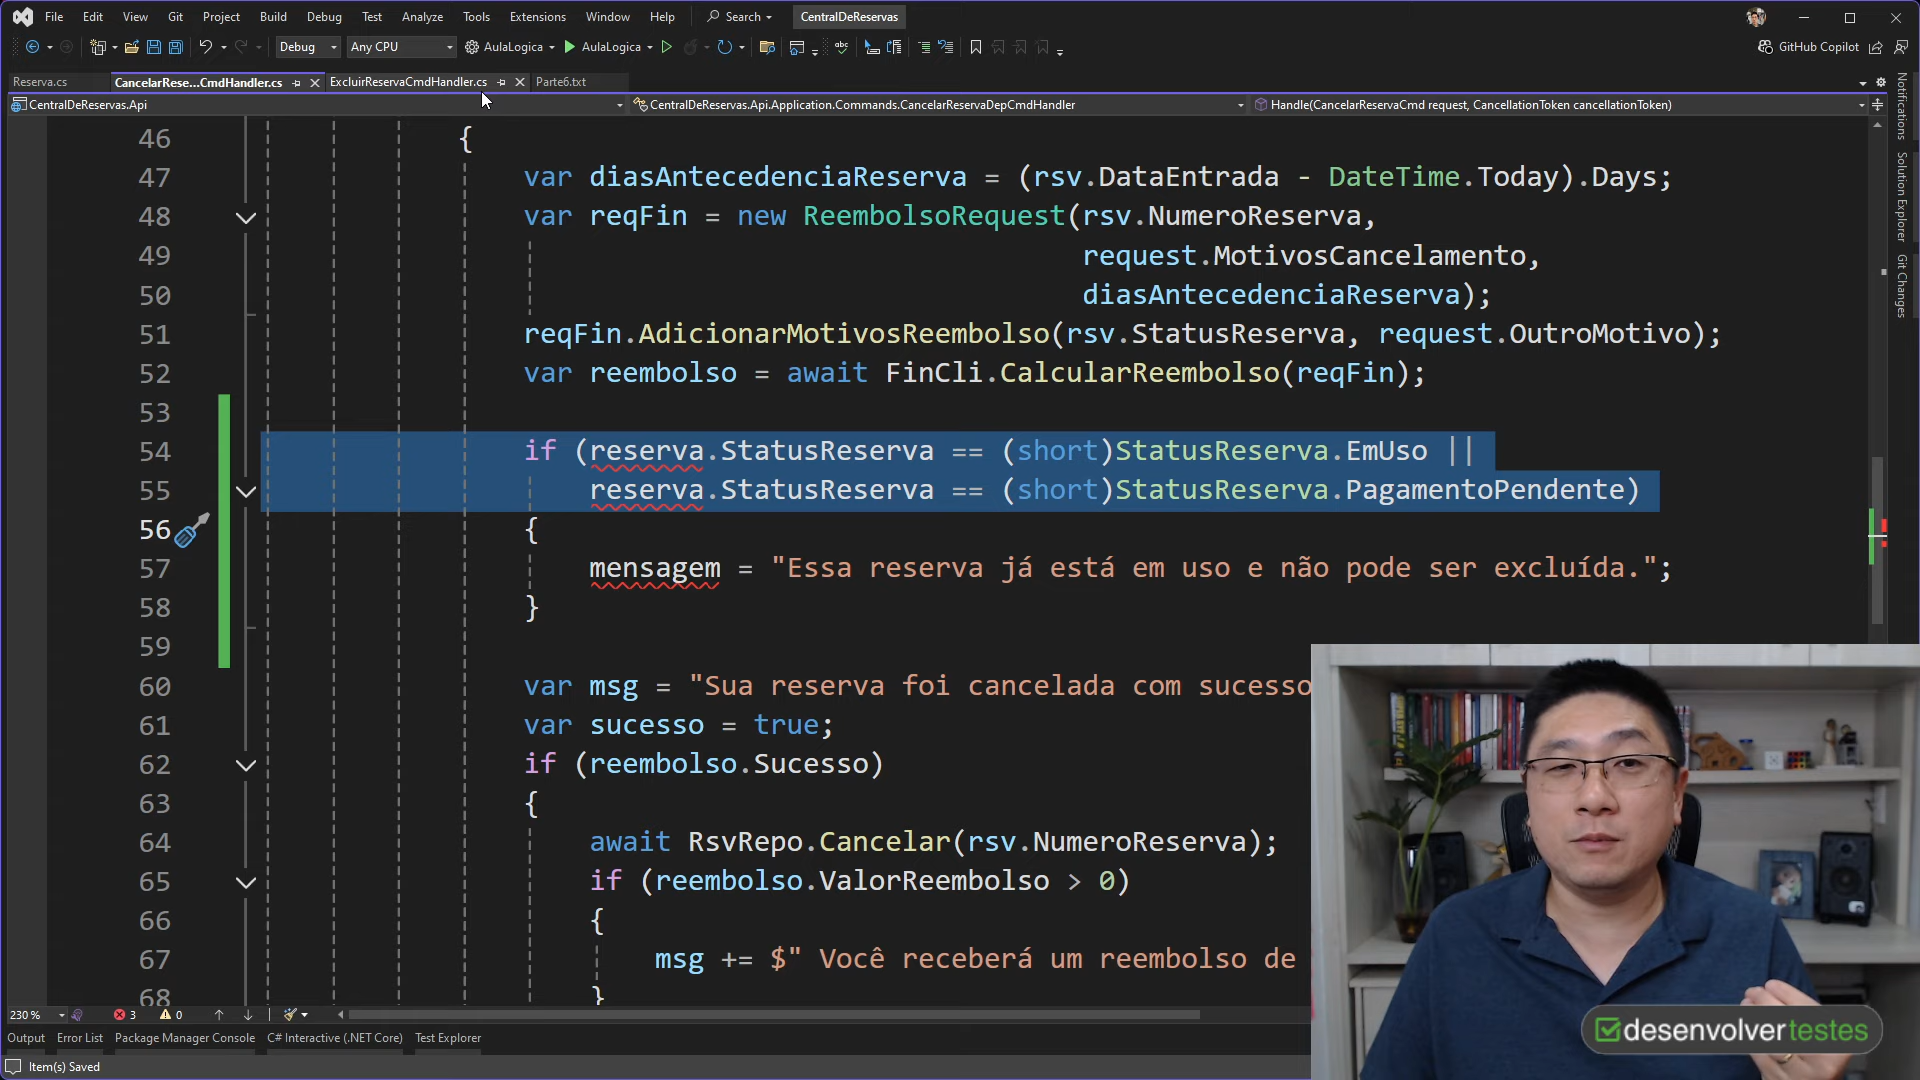 File Edit View Git Project Build Debug Test Analyze Tools Extensions Window Help Search CentralDeReservas
Debug Any CPU AulaLogica AulaLogica GitHub Copilot
Reserva.cs CancelarRese...CmdHandler.cs ExcluirReservaCmdHandler.cs Parte6.txt
CentralDeReservas.Api CentralDeReservas.Api.Application.Commands.CancelarReservaDepCmdHandler Handle(CancelarReservaCmd request, CancellationToken cancellationToken)
46 {
47 var diasAntecedenciaReserva = (rsv.DataEntrada - DateTime.Today).Days;
48 var reqFin = new ReembolsoRequest(rsv.NumeroReserva,
49 request.MotivosCancelamento,
50 diasAntecedenciaReserva);
51 reqFin.AdicionarMotivosReembolso(rsv.StatusReserva, request.OutroMotivo);
52 var reembolso = await FinCli.CalcularReembolso(reqFin);
53
54 if (reserva.StatusReserva == (short)StatusReserva.EmUso ||
55 reserva.StatusReserva == (short)StatusReserva.PagamentoPendente)
56 {
57 mensagem = "Essa reserva já está em uso e não pode ser excluída.";
58 }
59
60 var msg = "Sua reserva foi cancelada com sucesso
61 var sucesso = true;
62 if (reembolso.Sucesso)
63 {
64 await RsvRepo.Cancelar(rsv.NumeroReserva);
65 if (reembolso.ValorReembolso > 0)
66 {
67 msg += $" Você receberá um reembolso de
68 }
230 % 3 0
Output Error List Package Manager Console C# Interactive (.NET Core) Test Explorer
Item(s) Saved
Notifications
Solution Explorer
Git Changes
desenvolvertestes